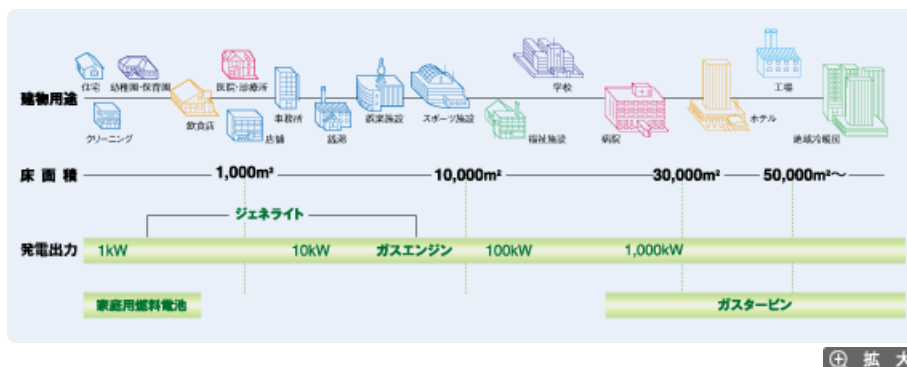 建物用途
住宅
幼稚園・保育園
クリーニング
飲食店
医院・診療所
店舗
事務所
銭湯
娯楽施設
スポーツ施設
福祉施設
学校
病院
ホテル
工場
地域冷暖房
床面積 1,000m² 10,000m² 30,000m² 50,000m²〜
ジェネライト
発電出力 1kW 10kW ガスエンジン 100kW 1,000kW
家庭用燃料電池 ガスタービン
拡大